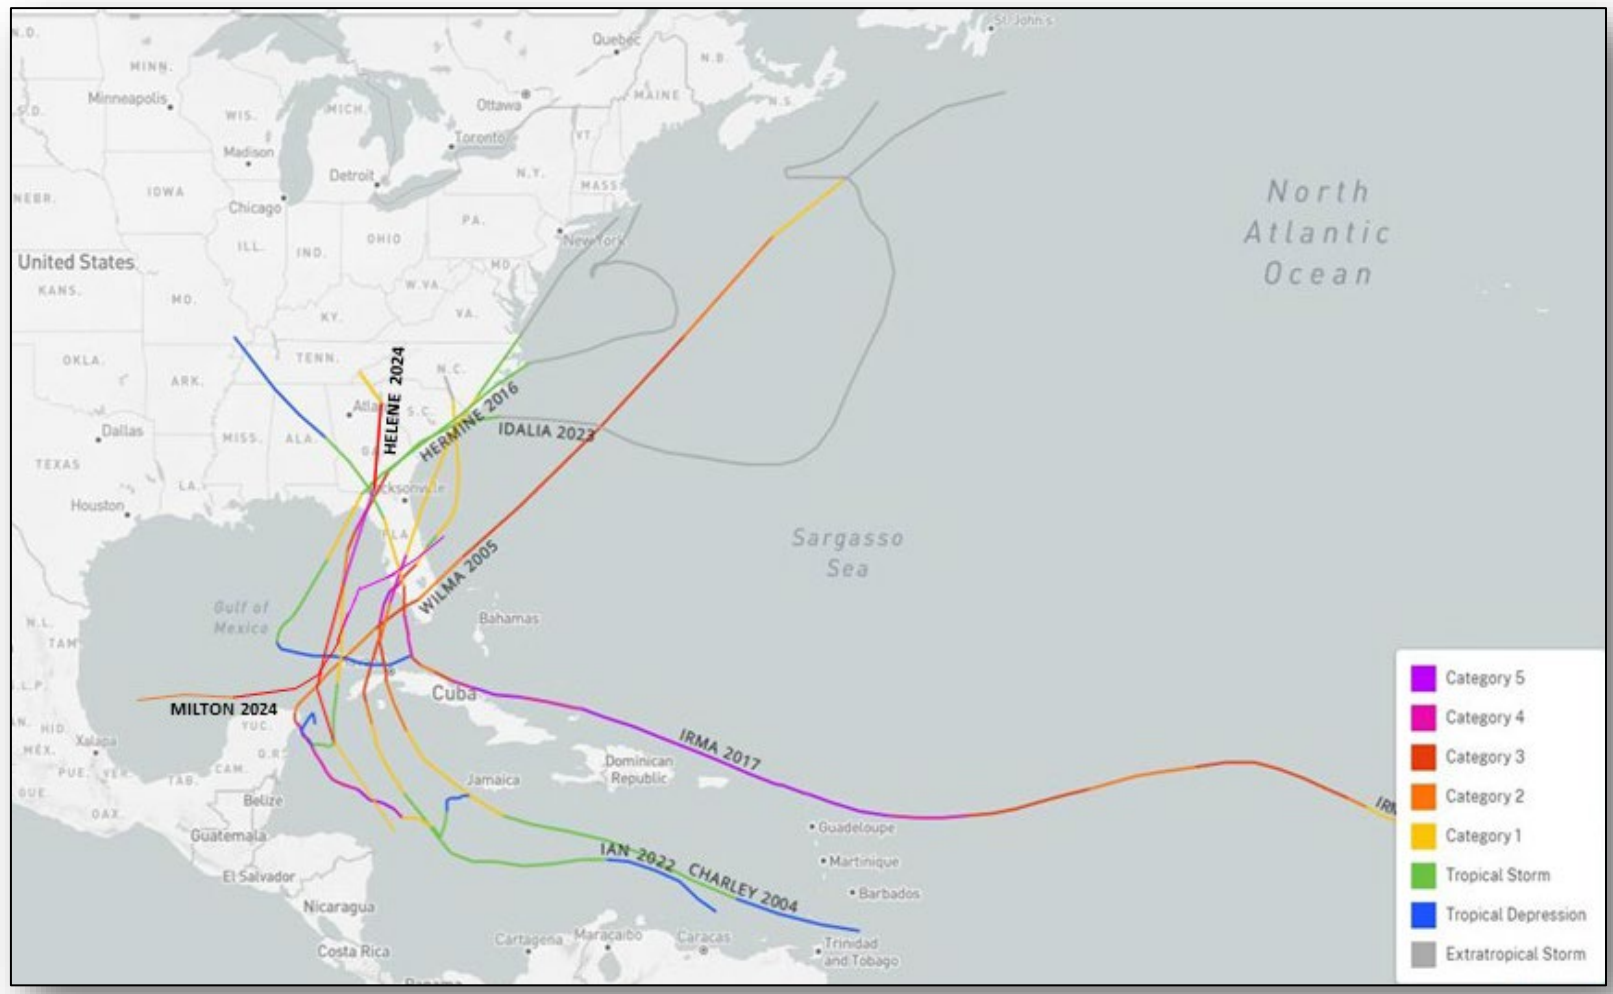 St. John's
N.D.
Quebec
MINN.
N.B.
Minneapolis
Ottawa
MAINE
N.S.
S.D.
WIS.
MICH.
Toronto
VT
Madison
Detroit
N.Y.
MASS.
NEBR.
IOWA
Chicago
PA.
New York
ILL.
IND.
OHIO
North
Atlantic
Ocean
United States
MD.
KANS.
MO.
W.VA.
KY.
VA.
OKLA.
TENN.
N.C.
ARK.
HELENE 2024
S.C.
HERMINE 2016
Dallas
MISS.
ALA.
IDALIA 2023
TEXAS
LA.
Jacksonville
Houston
FLA.
Sargasso
Sea
WILMA 2005
Gulf of
Mexico
Bahamas
N.L.
TAM
S.L.P.
Cuba
MILTON 2024
YUC.
HID.
MÉX.
Xalapa
Q.R.
IRMA 2017
PUE.
VER.
TAB.
CAM.
Jamaica
Dominican
Republic
GUE.
OAX.
Belize
Guatemala
Guadeloupe
IAN 2022
CHARLEY 2004
Martinique
El Salvador
Barbados
Nicaragua
Cartagena
Maracaibo
Caracas
Trinidad
and Tobago
Costa Rica
Panama
Category 5
Category 4
Category 3
Category 2
Category 1
Tropical Storm
Tropical Depression
Extratropical Storm